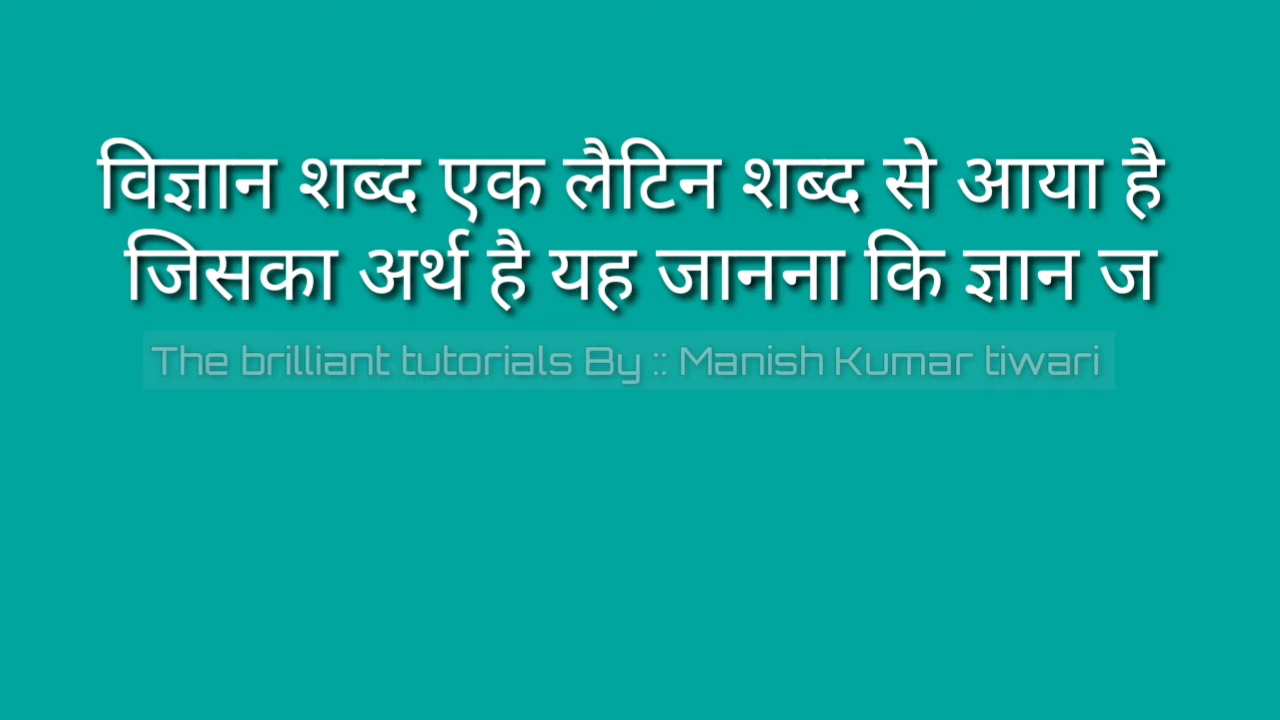 विज्ञान शब्द एक लैटिन शब्द से आया है
जिसका अर्थ है यह जानना कि ज्ञान ज
The brilliant tutorials By :: Manish Kumar tiwari